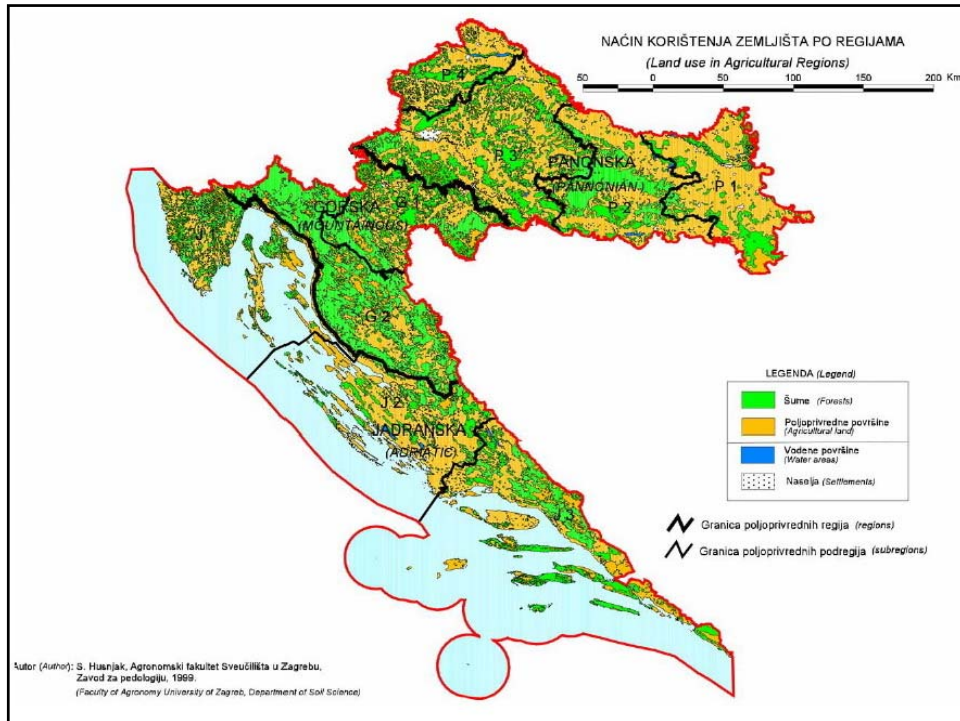 NAČIN KORIŠTENJA ZEMLJIŠTA PO REGIJAMA
(Land use in Agricultural Regions)
50 0 50 100 150 200 Km
P 4
P 3
PANONSKA
(PANNONIAN)
P 2
P 1
GORSKA
G 1
(MOUNTAINOUS)
J 1
G 2
J 2
JADRANSKA
(ADRIATIC)
LEGENDA (Legend)
Šume (Forests)
Poljoprivredne površine
(Agricultural land)
Vodene površine
(Water areas)
Naselja (Settlements)
Granica poljoprivrednih regija (regions)
Granica poljoprivrednih podregija (subregions)
Autor (Author): S. Husnjak, Agronomski fakultet Sveučilišta u Zagrebu,
Zavod za pedologiju, 1999.
(Faculty of Agronomy University of Zagreb, Department of Soil Science)